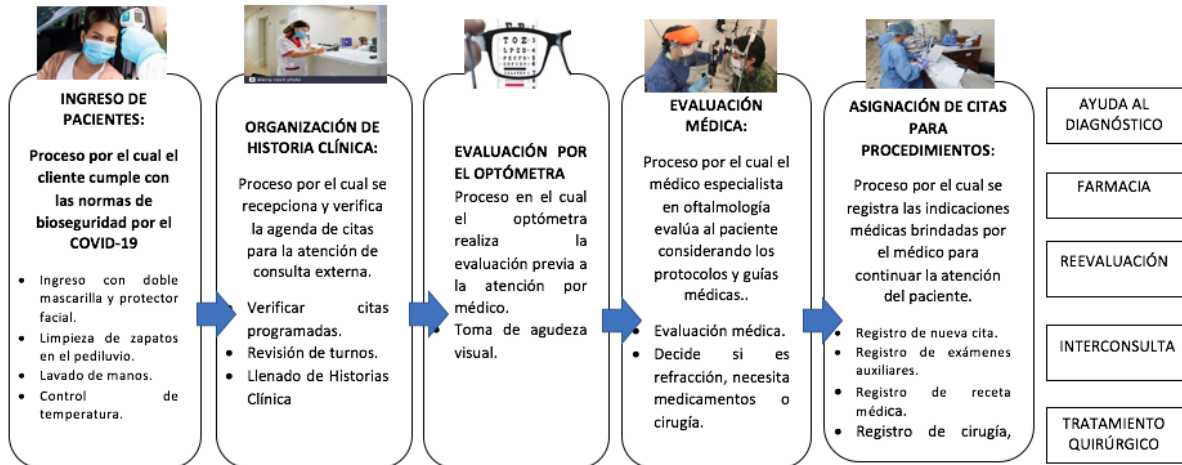 INGRESO DE
PACIENTES:
Proceso por el cual el
cliente cumple con
las normas de
bioseguridad por el
COVID-19
• Ingreso con doble
mascarilla y protector
facial.
• Limpieza de zapatos
en el pediluvio.
• Lavado de manos.
• Control de
temperatura.
ORGANIZACIÓN DE
HISTORIA CLÍNICA:
Proceso por el cual se
recepciona y verifica
la agenda de citas
para la atención de
consulta externa.
• Verificar citas
programadas.
• Revisión de turnos.
• Llenado de Historias
Clínica
TOZ
LPED
EVALUACIÓN POR
EL OPTÓMETRA
Proceso en el cual
el optómetra
realiza la
evaluación previa a
la atención por
médico.
• Toma de agudeza
visual.
EVALUACIÓN
MÉDICA:
Proceso por el cual el
médico especialista
en oftalmología
evalúa al paciente
considerando los
protocolos y guías
médicas..
• Evaluación médica.
• Decide si es
refracción, necesita
medicamentos o
cirugía.
ASIGNACIÓN DE CITAS
PARA
PROCEDIMIENTOS:
Proceso por el cual se
registra las indicaciones
médicas brindadas por
el médico para
continuar la atención
del paciente.
• Registro de nueva cita.
• Registro de exámenes
auxiliares.
• Registro de receta
médica.
• Registro de cirugía,
AYUDA AL
DIAGNÓSTICO
FARMACIA
REEVALUACIÓN
INTERCONSULTA
TRATAMIENTO
QUIRÚRGICO